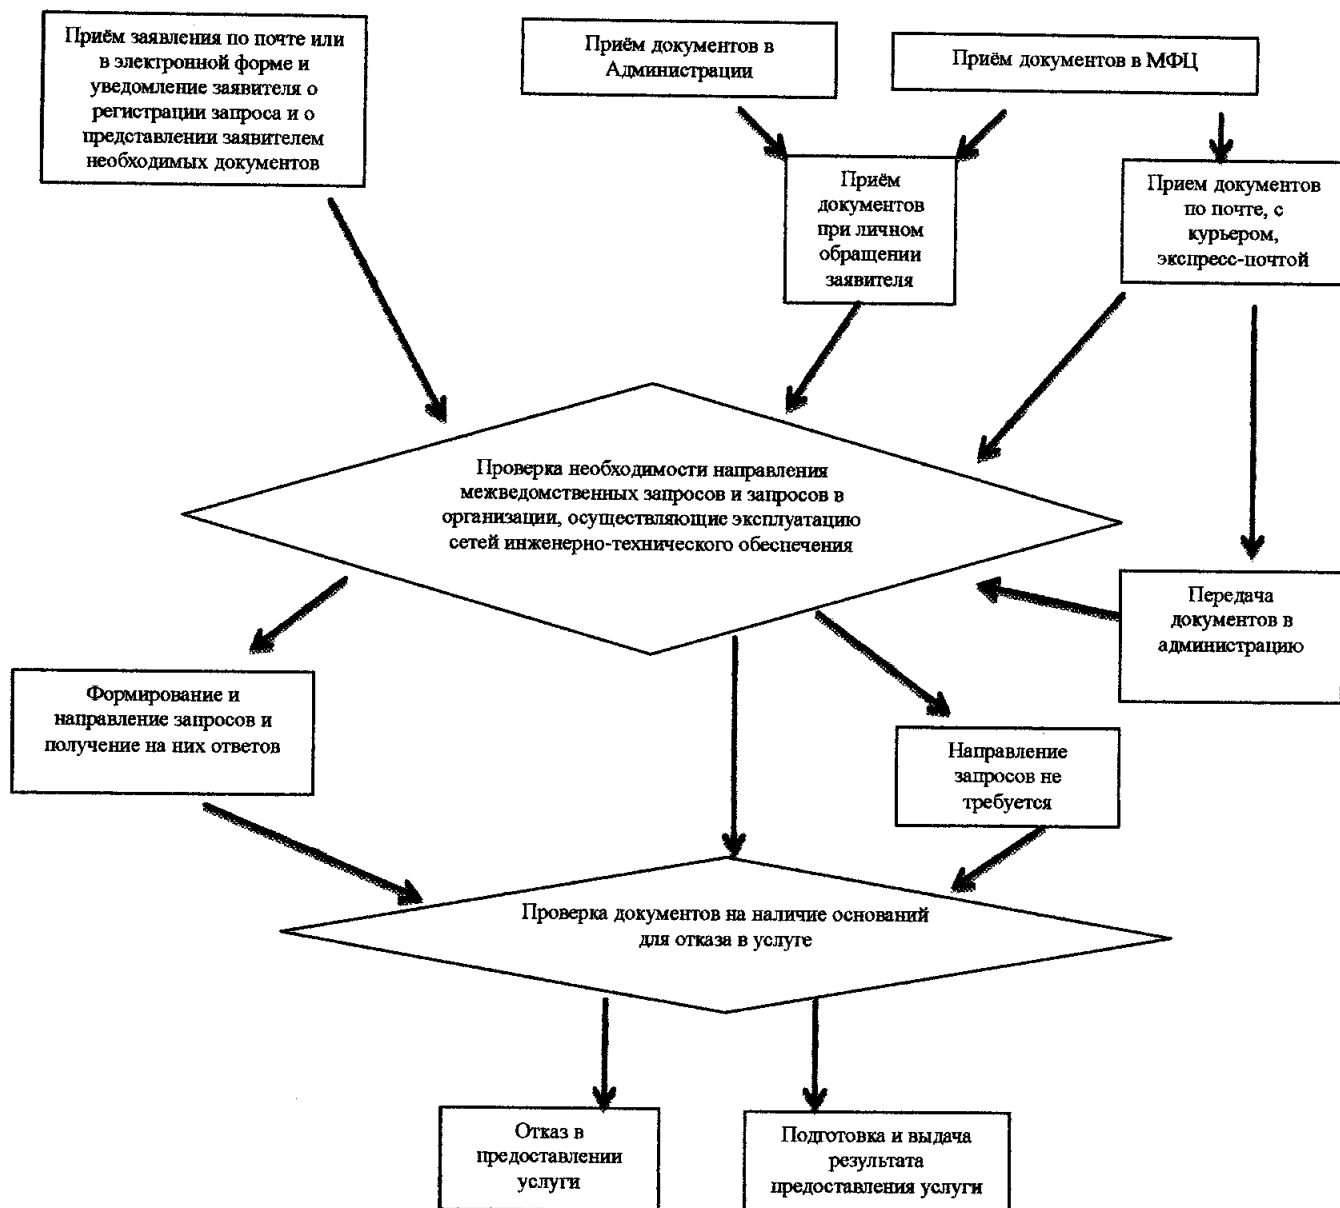 Приём заявления по почте или
в электронной форме и
уведомление заявителя о
регистрации запроса и о
представлении заявителем
необходимых документов
Приём документов в
Администрации
Приём документов в МФЦ
Приём
документов
при личном
обращении
заявителя
Прием документов
по почте, с
курьером,
экспресс-почтой
Проверка необходимости направления
межведомственных запросов и запросов в
организации, осуществляющие эксплуатацию
сетей инженерно-технического обеспечения
Передача
документов в
администрацию
Формирование и
направление запросов и
получение на них ответов
Направление
запросов не
требуется
Проверка документов на наличие оснований
для отказа в услуге
Отказ в
предоставлении
услуги
Подготовка и выдача
результата
предоставления услуги